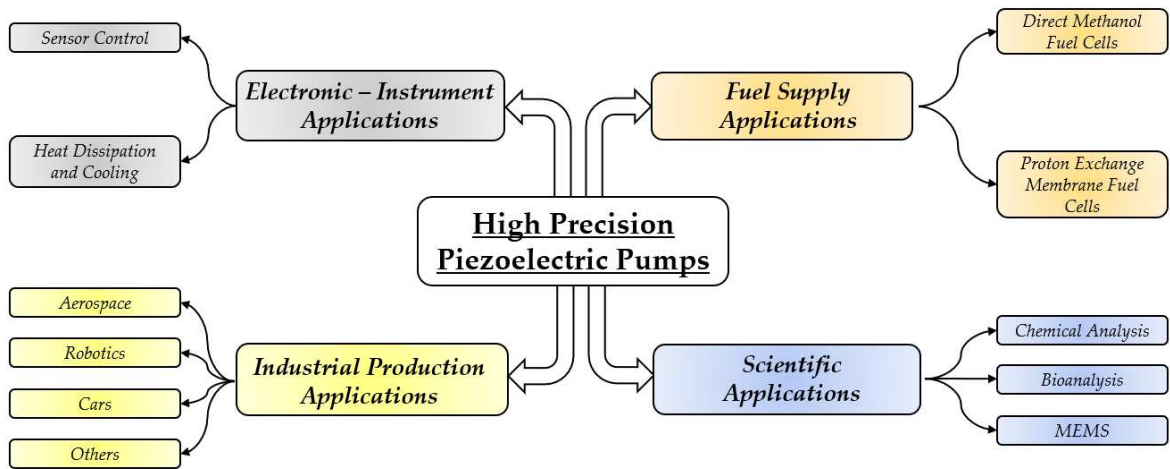 Sensor Control
Heat Dissipation
and Cooling
Electronic – Instrument
Applications
Fuel Supply
Applications
Direct Methanol
Fuel Cells
Proton Exchange
Membrane Fuel
Cells
High Precision
Piezoelectric Pumps
Aerospace
Robotics
Cars
Others
Industrial Production
Applications
Scientific
Applications
Chemical Analysis
Bioanalysis
MEMS